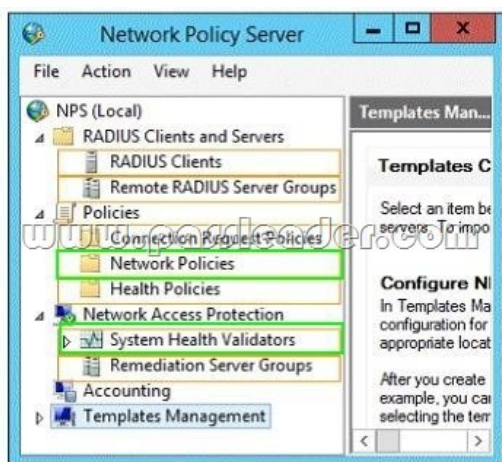 Network Policy Server
File Action View Help
NPS (Local)
RADIUS Clients and Servers
RADIUS Clients
Remote RADIUS Server Groups
Policies
Connection Request Policies
Network Policies
Health Policies
Network Access Protection
System Health Validators
Remediation Server Groups
Accounting
Templates Management
Templates Man...
Templates C
Select an item be
servers. To impo
Configure N
In Templates Ma
configuration for
appropriate locat
After you create
example, you can
selecting the tem